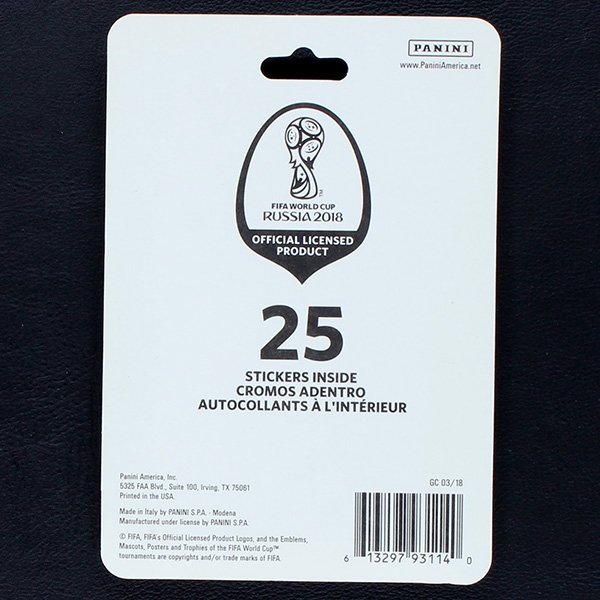 PANINI
www.PaniniAmerica.net
TM
FIFA WORLD CUP
RUSSIA 2018
OFFICIAL LICENSED
PRODUCT
25
STICKERS INSIDE
CROMOS ADENTRO
AUTOCOLLANTS À L'INTÉRIEUR
Panini America, Inc.
5325 FAA Blvd., Suite 100, Irving, TX 75061
Printed in the USA.
GC 03/18
Made in Italy by PANINI S.P.A. - Modena
Manufactured under license by PANINI S.P.A.
© FIFA, FIFA's Official Licensed Product Logos, and the Emblems,
Mascots, Posters and Trophies of the FIFA World Cup™
tournaments are copyrights and/or trade marks of FIFA.
6 13297 93114 0